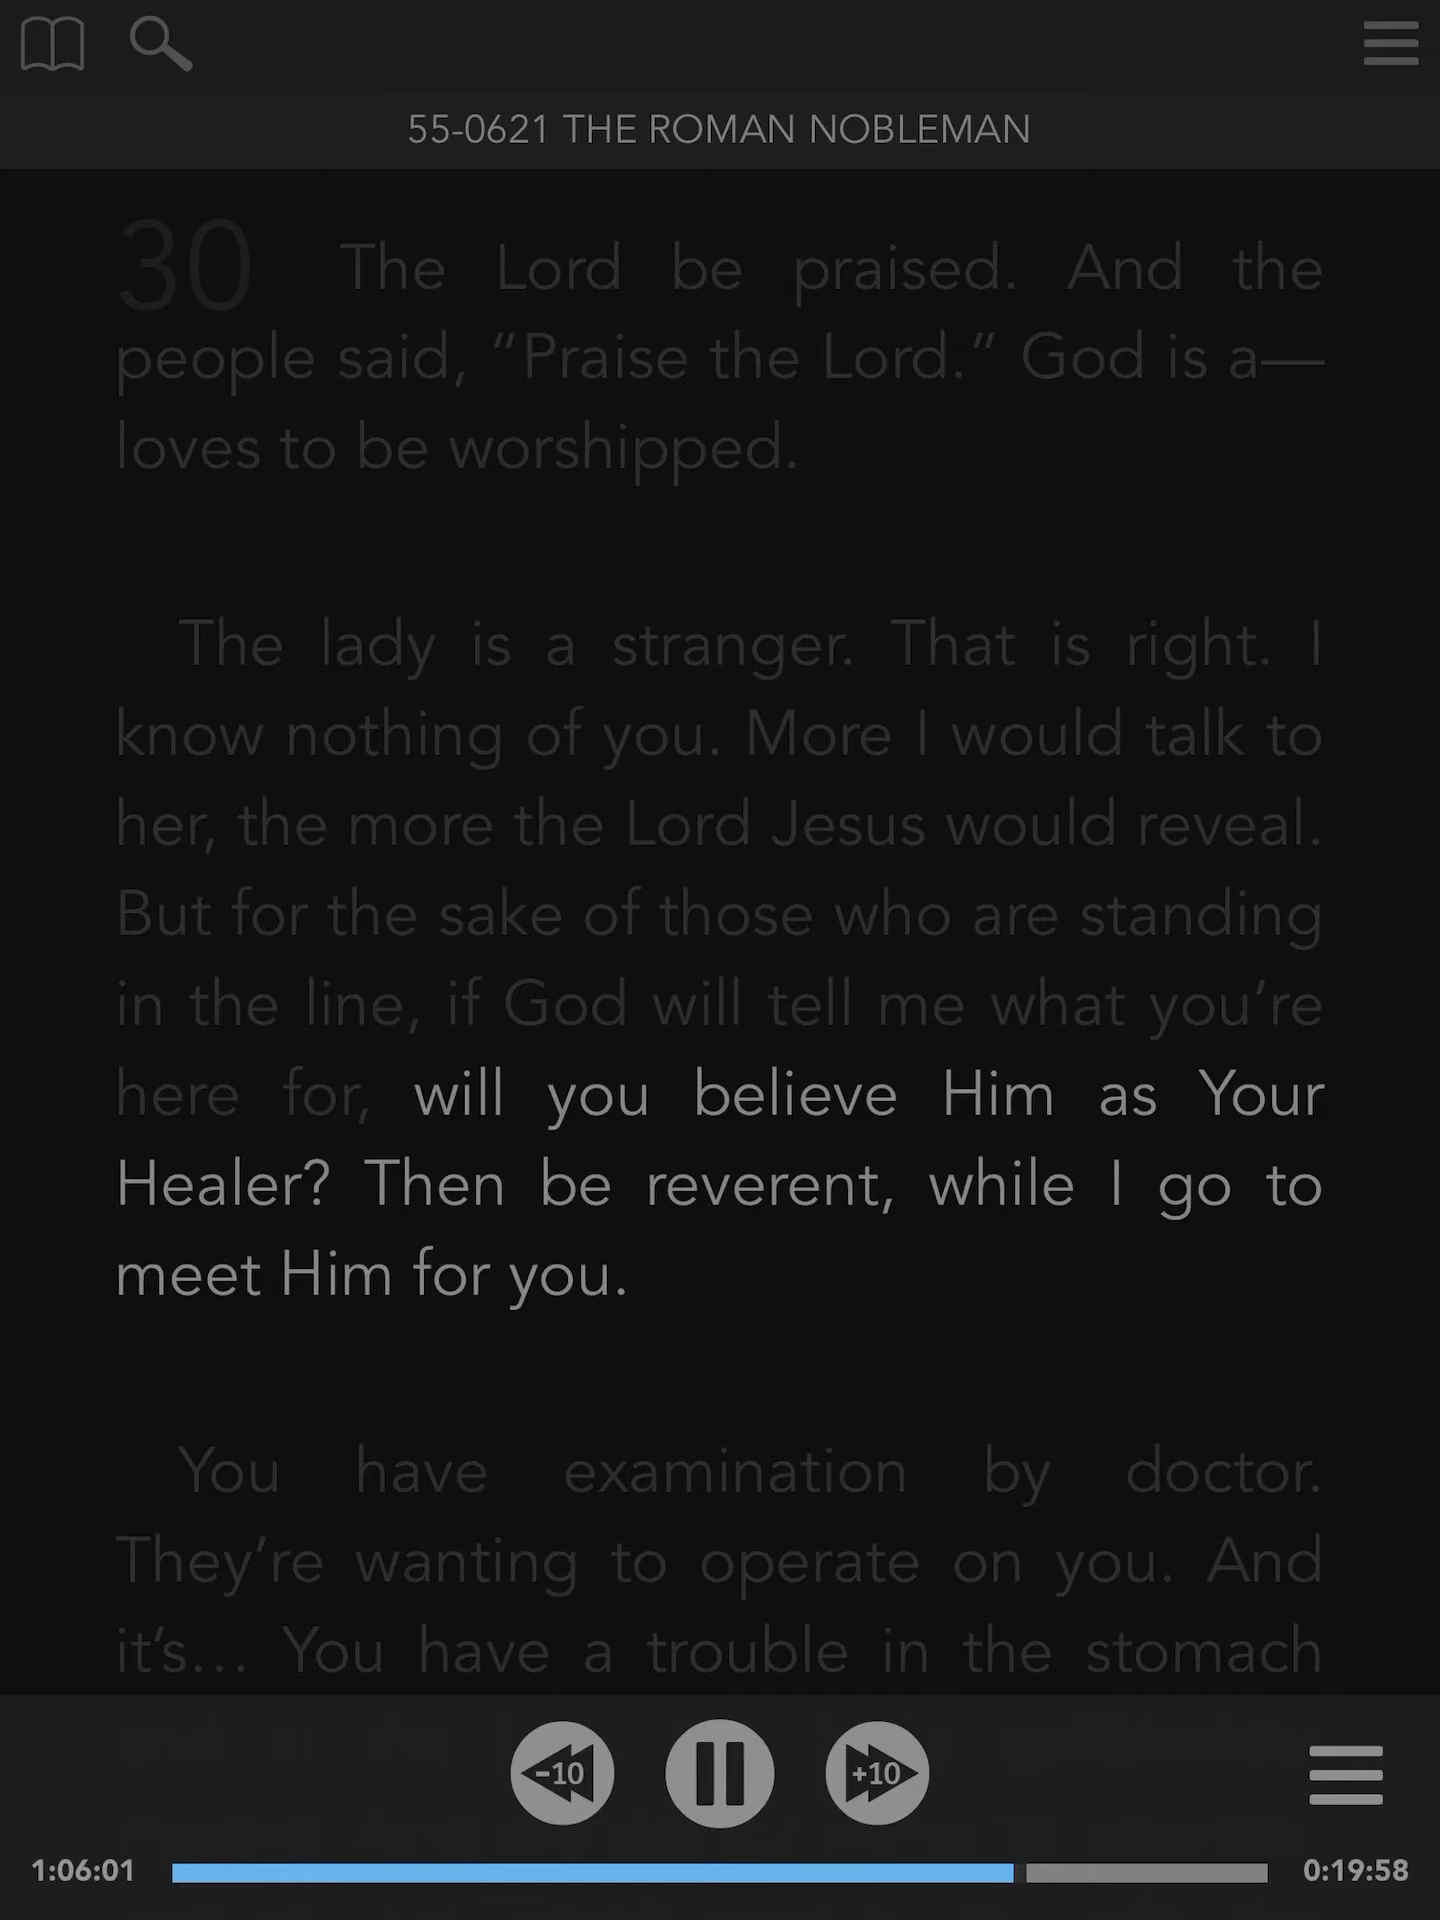 55-0621 THE ROMAN NOBLEMAN
30 The Lord be praised. And the
people said, “Praise the Lord.” God is a—
loves to be worshipped.
The lady is a stranger. That is right. I
know nothing of you. More I would talk to
her, the more the Lord Jesus would reveal.
But for the sake of those who are standing
in the line, if God will tell me what you’re
here for, will you believe Him as Your
Healer? Then be reverent, while I go to
meet Him for you.
You have examination by doctor.
They’re wanting to operate on you. And
it’s… You have a trouble in the stomach
-10 +10
1:06:01 0:19:58